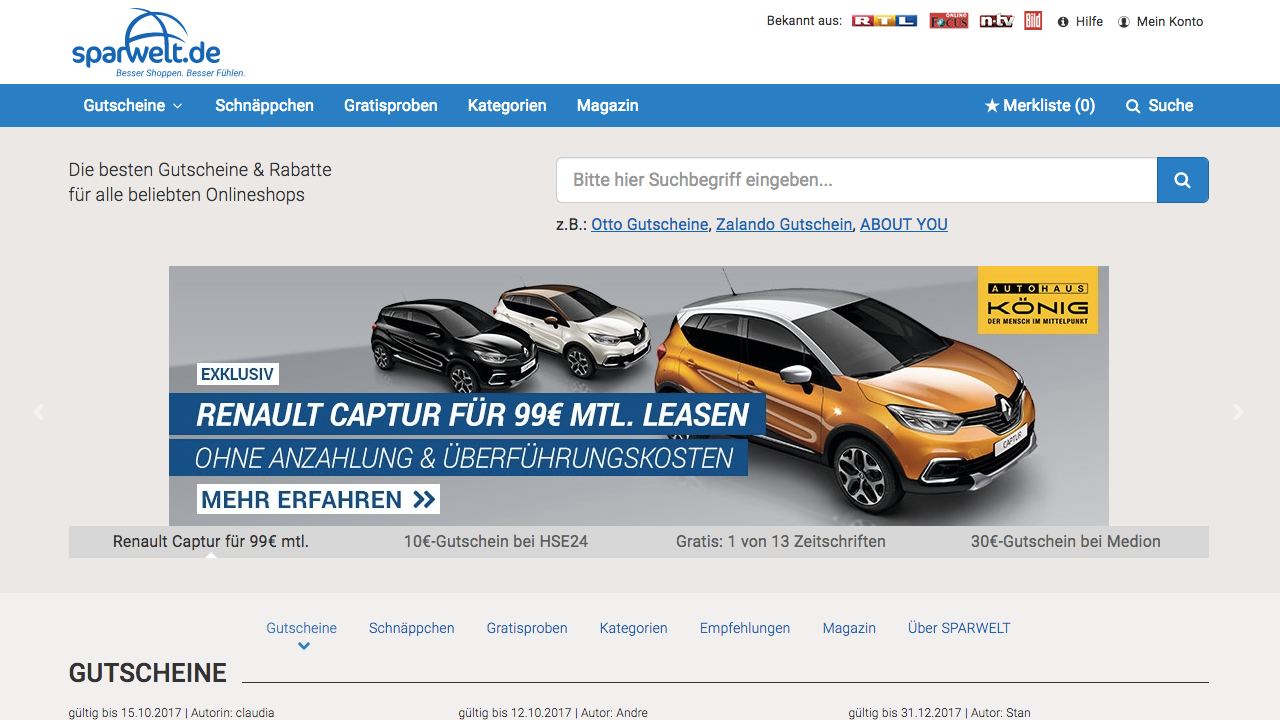 sparwelt.de
Besser Shoppen. Besser Fühlen.
Bekannt aus: RTL FOCUS ONLINE n-tv Bild Hilfe Mein Konto
Gutscheine Schnäppchen Gratisproben Kategorien Magazin ★ Merkliste (0) Suche
Die besten Gutscheine & Rabatte
für alle beliebten Onlineshops
Bitte hier Suchbegriff eingeben...
z.B.: Otto Gutscheine, Zalando Gutschein, ABOUT YOU
AUTOHAUS
KÖNIG
DER MENSCH IM MITTELPUNKT
EXKLUSIV
RENAULT CAPTUR FÜR 99€ MTL. LEASEN
OHNE ANZAHLUNG & ÜBERFÜHRUNGSKOSTEN
MEHR ERFAHREN
CAPTUR
Renault Captur für 99€ mtl. 10€-Gutschein bei HSE24 Gratis: 1 von 13 Zeitschriften 30€-Gutschein bei Medion
Gutscheine Schnäppchen Gratisproben Kategorien Empfehlungen Magazin Über SPARWELT
GUTSCHEINE
gültig bis 15.10.2017 | Autorin: claudia gültig bis 12.10.2017 | Autor: Andre gültig bis 31.12.2017 | Autor: Stan